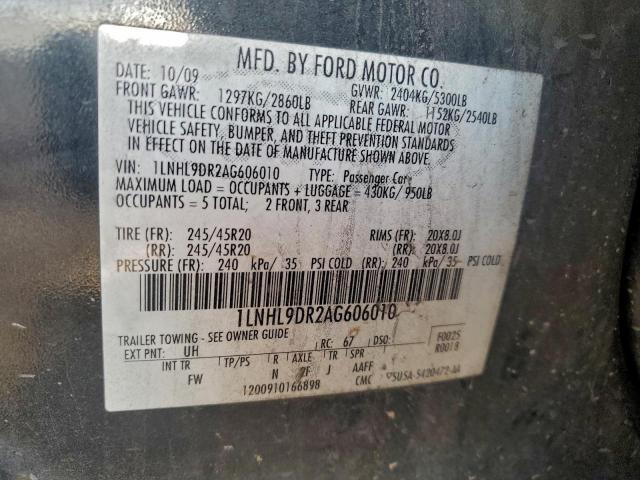 MFD. BY FORD MOTOR CO.
DATE: 10/09 GVWR: 2404KG/5300LB
FRONT GAWR: 1297KG/2860LB REAR GAWR: 1152KG/2540LB
THIS VEHICLE CONFORMS TO ALL APPLICABLE FEDERAL MOTOR
VEHICLE SAFETY, BUMPER, AND THEFT PREVENTION STANDARDS
IN EFFECT ON THE DATE OF MANUFACTURE SHOWN ABOVE.
VIN: 1LNHL9DR2AG606010 TYPE: Passenger Car
MAXIMUM LOAD = OCCUPANTS + LUGGAGE = 430KG/ 950LB
OCCUPANTS = 5 TOTAL; 2 FRONT, 3 REAR
TIRE (FR): 245/45R20 RIMS (FR): 20X8.0J
(RR): 245/45R20 (RR): 20X8.0J
PRESSURE (FR): 240 kPa/ 35 PSI COLD (RR): 240 kPa/ 35 PSI COLD
1LNHL9DR2AG606010
TRAILER TOWING - SEE OWNER GUIDE
EXT PNT: UH RC: 67 DSO: F0025
R0018
INT TR TP/PS R AXLE TR SPR
FW N 2F J AAFF
1200910166898 CMC